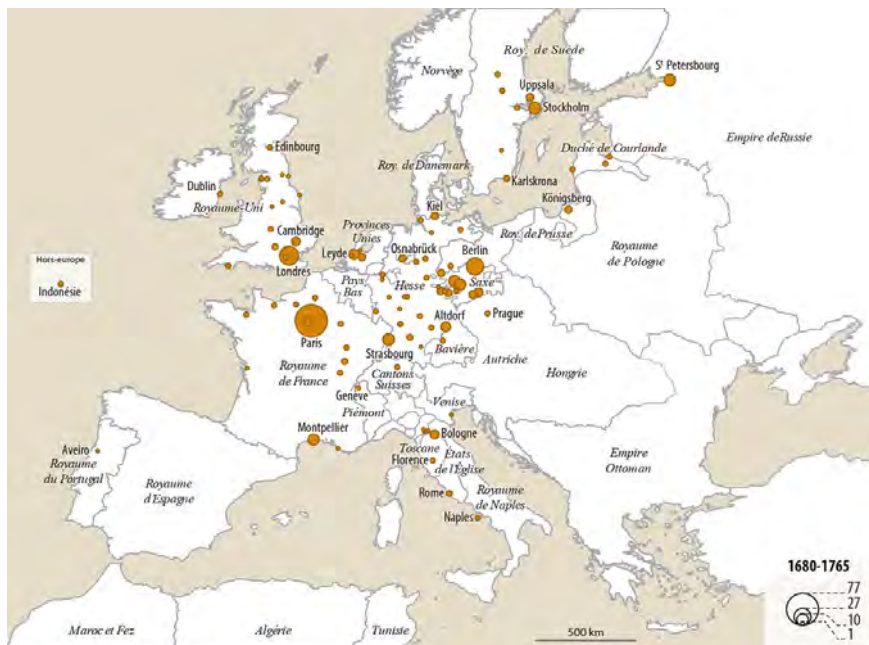 Roy. de Suède
Norvège
St Petersbourg
Uppsala
Stockholm
Empire de Russie
Edinbourg
Duché de Courlande
Roy. de Danemark
Dublin
Karlskrona
Royaume-Uni
Kiel
Königsberg
Cambridge
Provinces
Unies
Roy. de Prusse
Leyde
Osnabrück
Berlin
Royaume
de Pologne
Hors-europe
Indonésie
Londres
Pays
Bas
Hesse
Saxe
Altdorf
Prague
Paris
Strasbourg
Bavière
Autriche
Royaume
de France
Cantons
Suisses
Hongrie
Genève
Venise
Piémont
Montpellier
Bologne
Toscane
Etats
de l'Église
Florence
Empire
Ottoman
Aveiro
Royaume
du Portugal
Royaume
d'Espagne
Rome
Royaume
de Naples
Naples
1680-1765
77
27
10
1
500 km
Maroc et Fez
Algérie
Tunisie